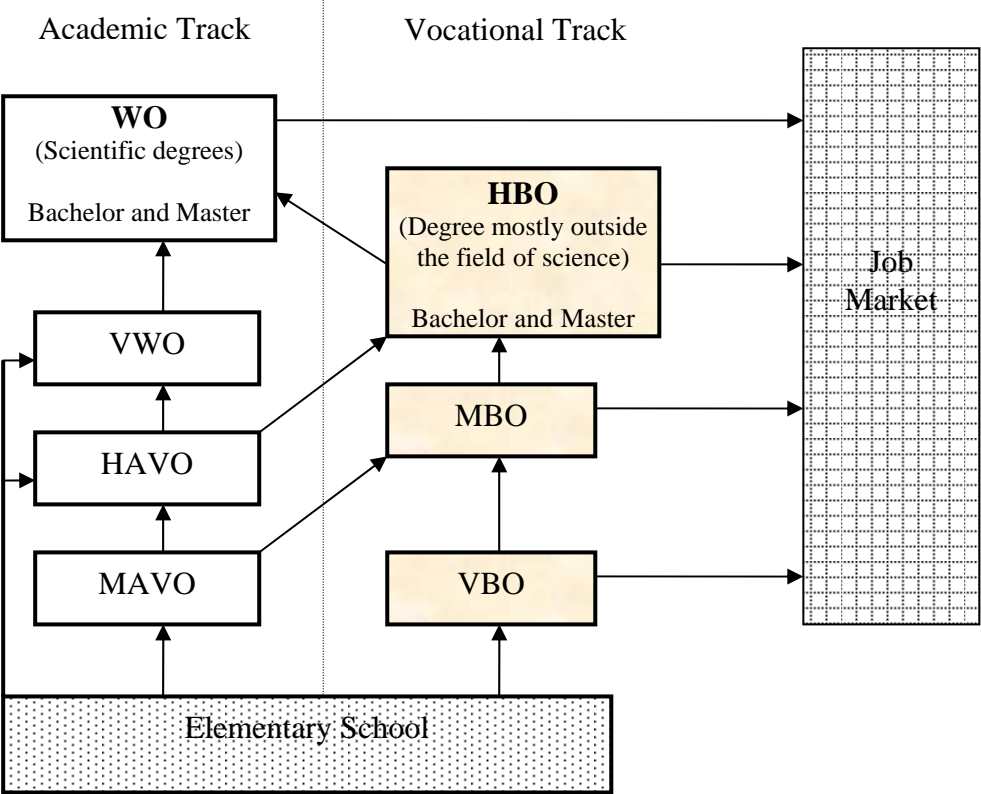 Academic Track
Vocational Track
WO
(Scientific degrees)
Bachelor and Master
HBO
(Degree mostly outside
the field of science)
Bachelor and Master
Job
Market
VWO
MBO
HAVO
MAVO
VBO
Elementary School